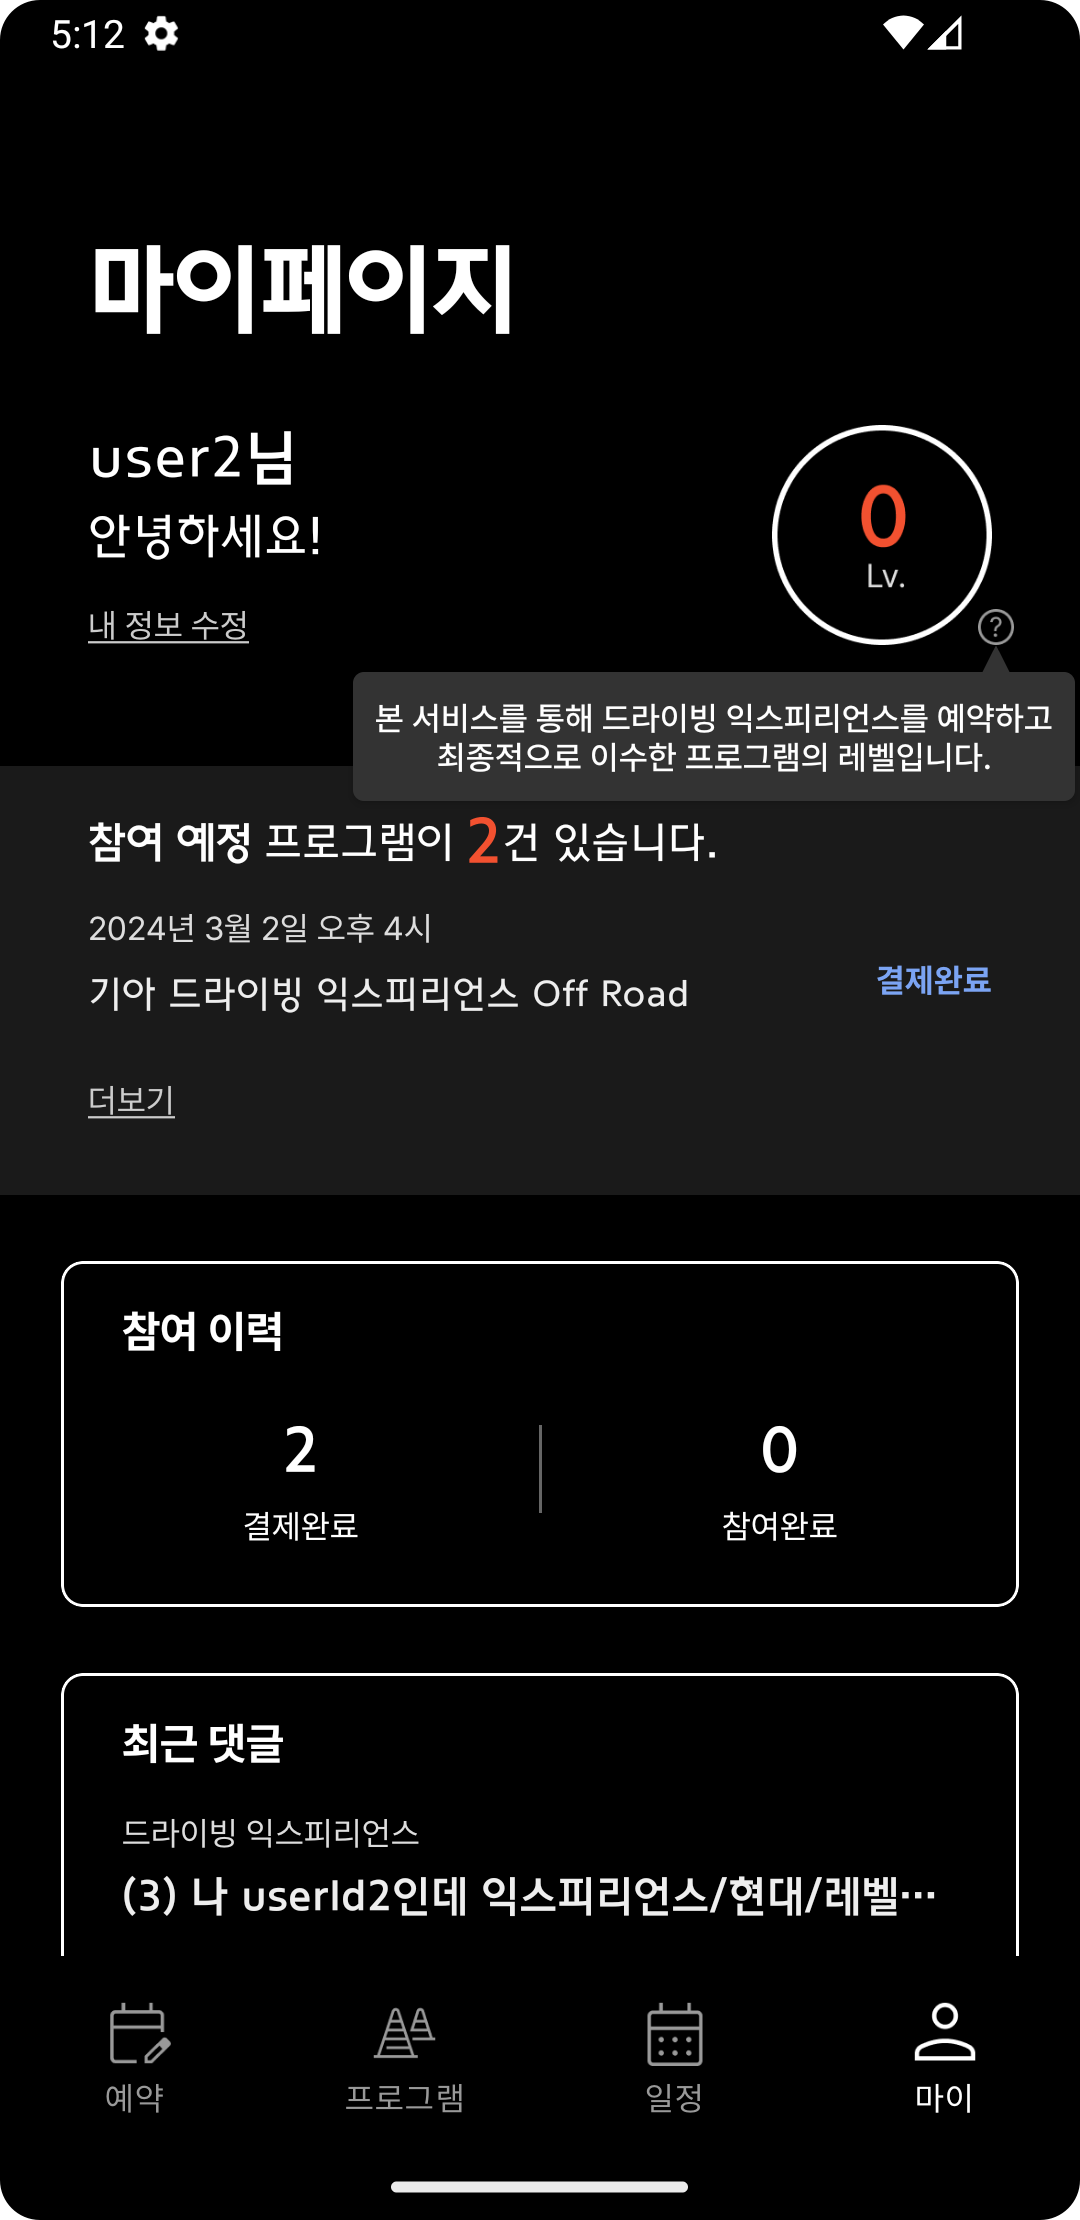 5:12
마이페이지
user2님
안녕하세요!
내 정보 수정
0
Lv.
?
본 서비스를 통해 드라이빙 익스피리언스를 예약하고
최종적으로 이수한 프로그램의 레벨입니다.
참여 예정 프로그램이 2건 있습니다.
2024년 3월 2일 오후 4시
기아 드라이빙 익스피리언스 Off Road
결제완료
더보기
참여 이력
2
결제완료
0
참여완료
최근 댓글
드라이빙 익스피리언스
(3) 나 userId2인데 익스피리언스/현대/레벨…
예약
프로그램
일정
마이